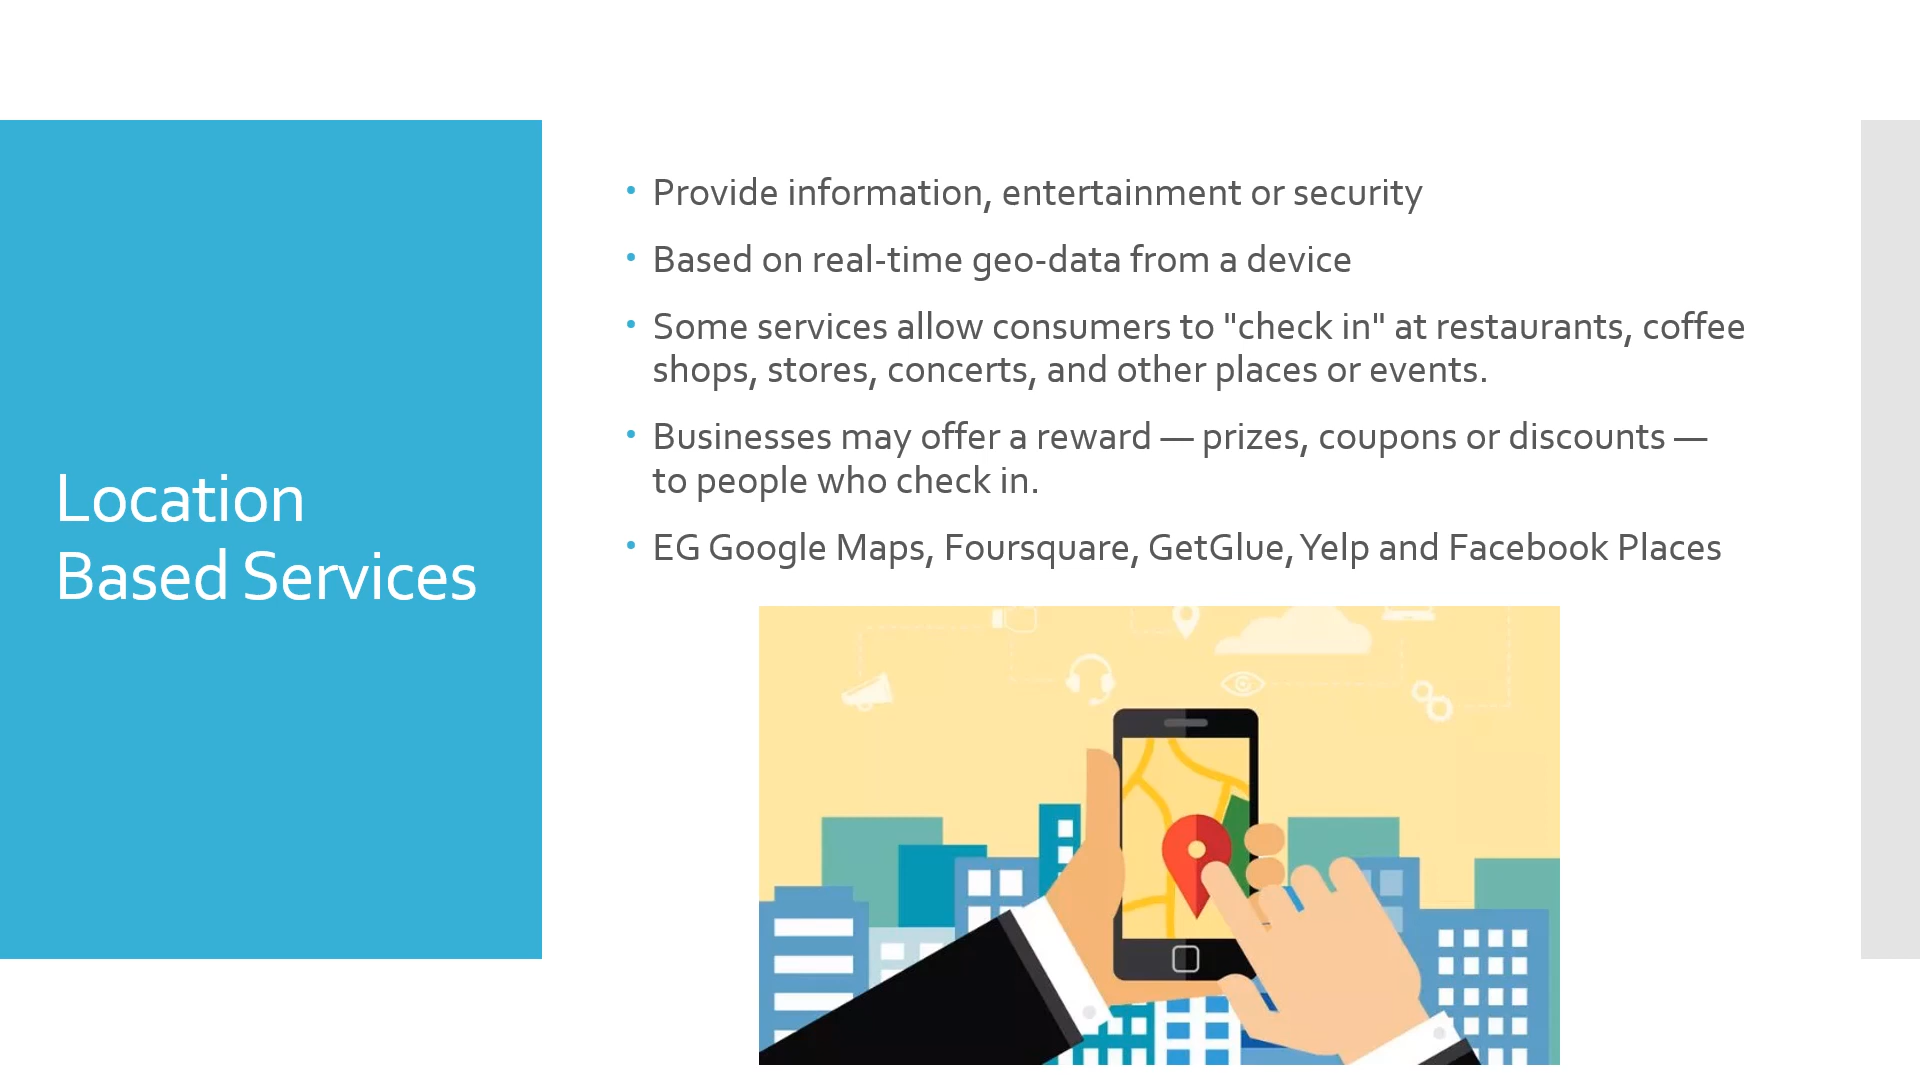 Location
Based Services
• Provide information, entertainment or security
• Based on real-time geo-data from a device
• Some services allow consumers to "check in" at restaurants, coffee
shops, stores, concerts, and other places or events.
• Businesses may offer a reward — prizes, coupons or discounts —
to people who check in.
• EG Google Maps, Foursquare, GetGlue, Yelp and Facebook Places